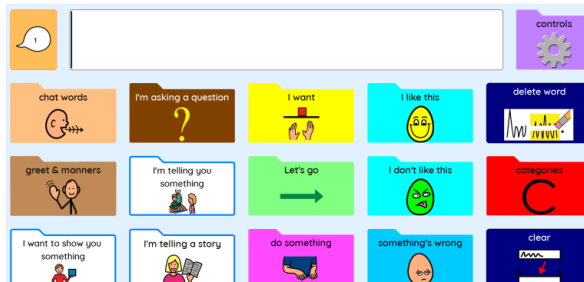 1
controls
chat words
I'm asking a question
I want
I like this
delete word
greet & manners
I'm telling you
something
Let's go
I don't like this
categories
I want to show you
something
I'm telling a story
do something
something's wrong
clear